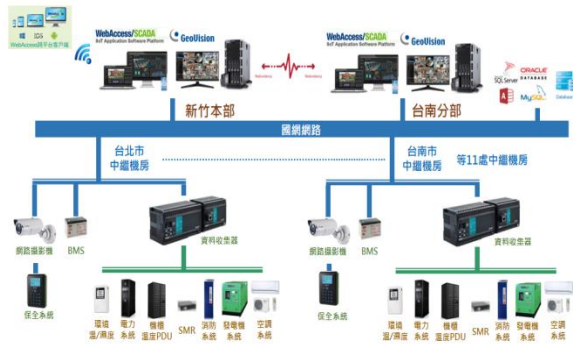 WebAccess/SCADA
IIoT Application Software Platform
GeoVision
WebAccess/SCADA
IIoT Application Software Platform
GeoVision
iOS
WebAccess跨平台客戶端
Redundancy
Redundancy
SQL Server
ORACLE
DATABASE
MySQL
Database
新竹本部
台南分部
國網網路
台北市
中繼機房
台南市
中繼機房
等11處中繼機房
網路攝影機
BMS
資料收集器
網路攝影機
BMS
資料收集器
保全系統
環境
溫/濕度
電力
系統
機櫃
溫度PDU
SMR
消防
系統
發電機
系統
空調
系統
保全系統
環境
溫/濕度
電力
系統
機櫃
溫度PDU
SMR
消防
系統
發電機
系統
空調
系統